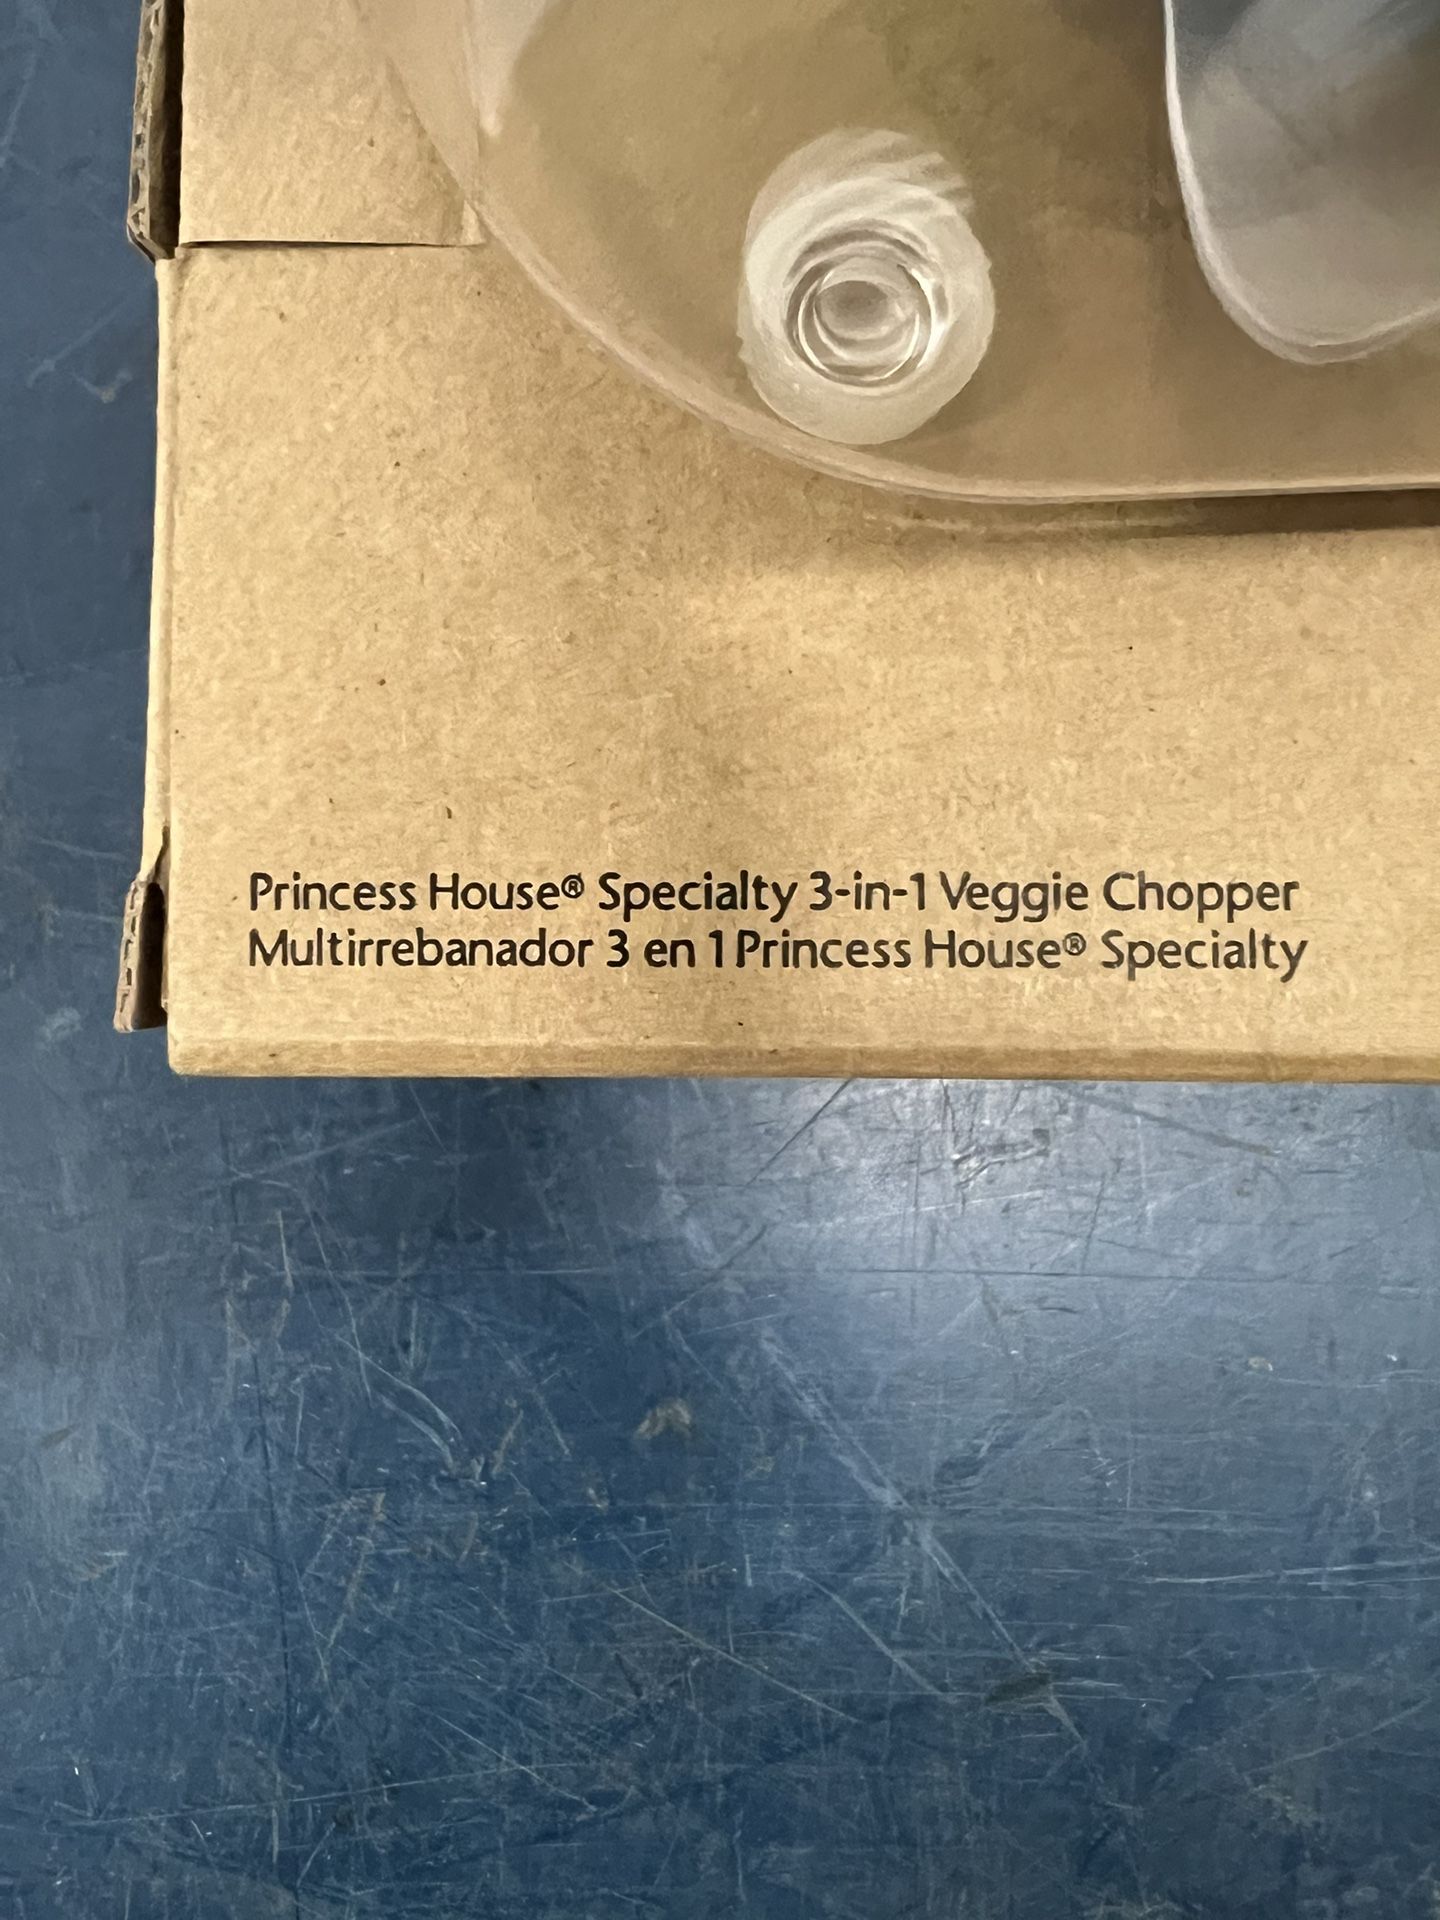 Princess House® Specialty 3-in-1 Veggie Chopper
Multirrebanador 3 en 1 Princess House® Specialty